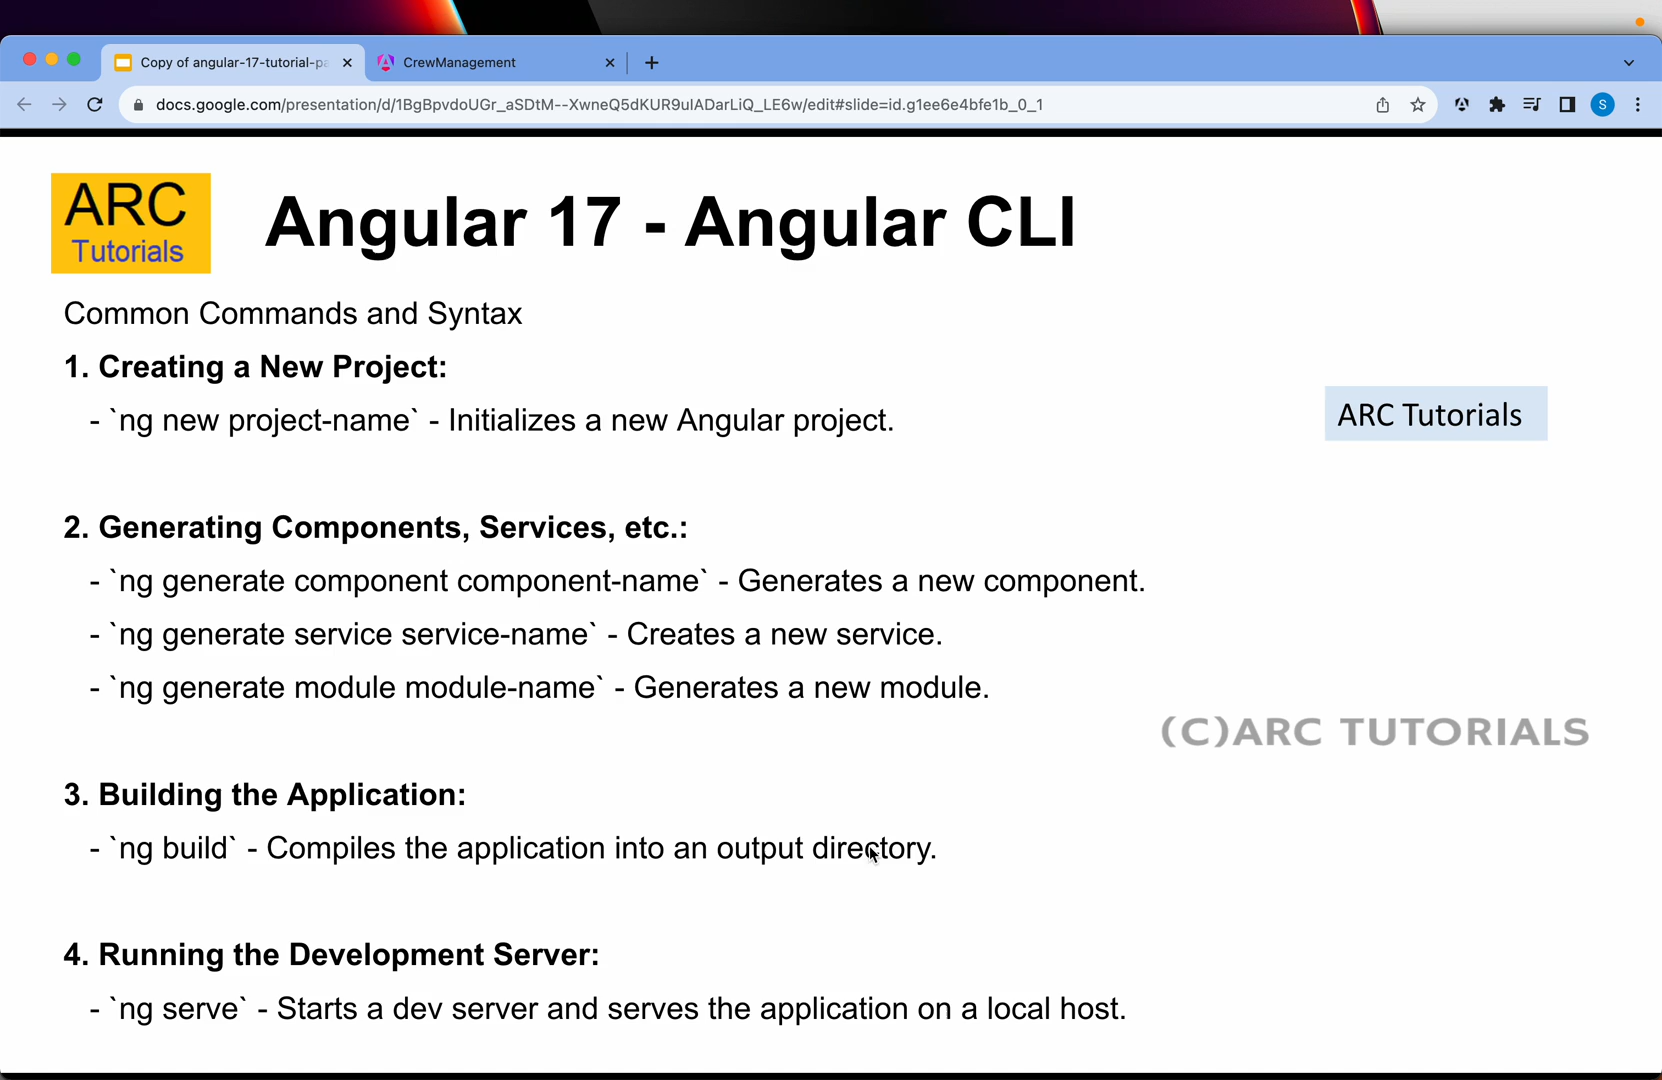 Copy of angular-17-tutorial-pa
CrewManagement
docs.google.com/presentation/d/1BgBpvdoUGr_aSDtM--XwneQ5dKUR9ulADarLiQ_LE6w/edit#slide=id.g1ee6e4bfe1b_0_1
S
ARC
Tutorials
Angular 17 - Angular CLI
Common Commands and Syntax
1. Creating a New Project:
- `ng new project-name` - Initializes a new Angular project.
ARC Tutorials
2. Generating Components, Services, etc.:
- `ng generate component component-name` - Generates a new component.
- `ng generate service service-name` - Creates a new service.
- `ng generate module module-name` - Generates a new module.
(C)ARC TUTORIALS
3. Building the Application:
- `ng build` - Compiles the application into an output directory.
4. Running the Development Server:
- `ng serve` - Starts a dev server and serves the application on a local host.